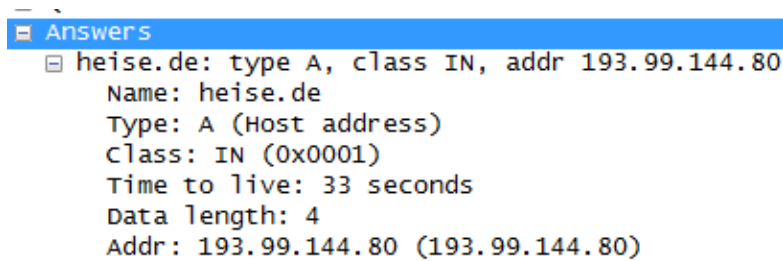 Answers
heise.de: type A, class IN, addr 193.99.144.80
Name: heise.de
Type: A (Host address)
Class: IN (0x0001)
Time to live: 33 seconds
Data length: 4
Addr: 193.99.144.80 (193.99.144.80)